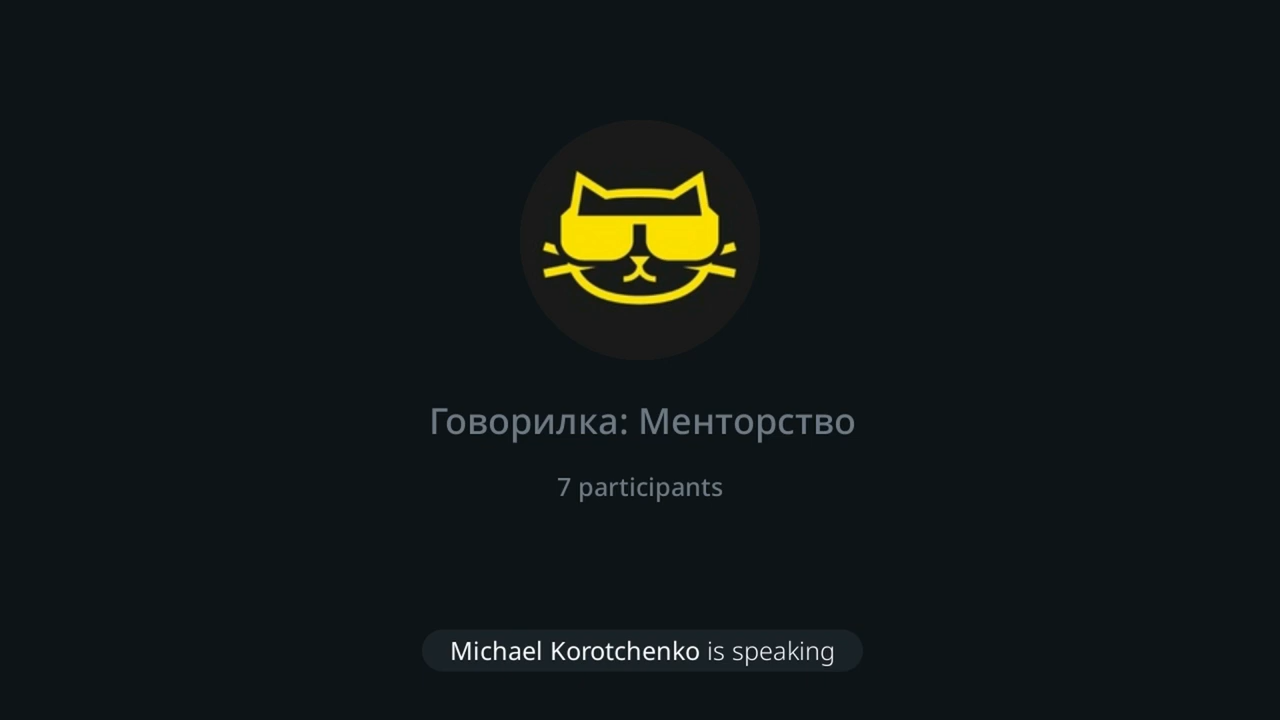 Говорилка: Менторство
7 participants
Michael Korotchenko is speaking